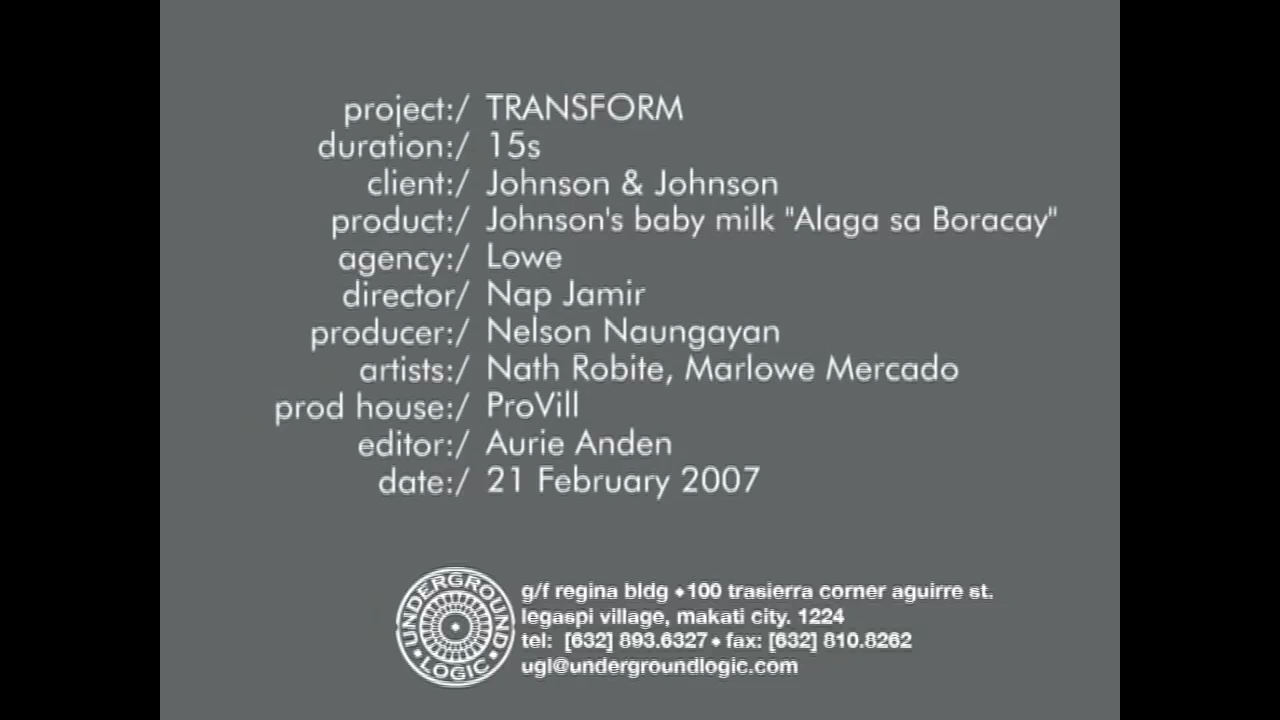 project:/ TRANSFORM
duration:/ 15s
client:/ Johnson & Johnson
product:/ Johnson's baby milk "Alaga sa Boracay"
agency:/ Lowe
director/ Nap Jamir
producer:/ Nelson Naungayan
artists:/ Nath Robite, Marlowe Mercado
prod house:/ ProVill
editor:/ Aurie Anden
date:/ 21 February 2007
UNDERGROUND
• LOGIC •
g/f regina bldg •100 trasierra corner aguirre st.
legaspi village, makati city. 1224
tel: [632] 893.6327 • fax: [632] 810.8262
ugl@undergroundlogic.com